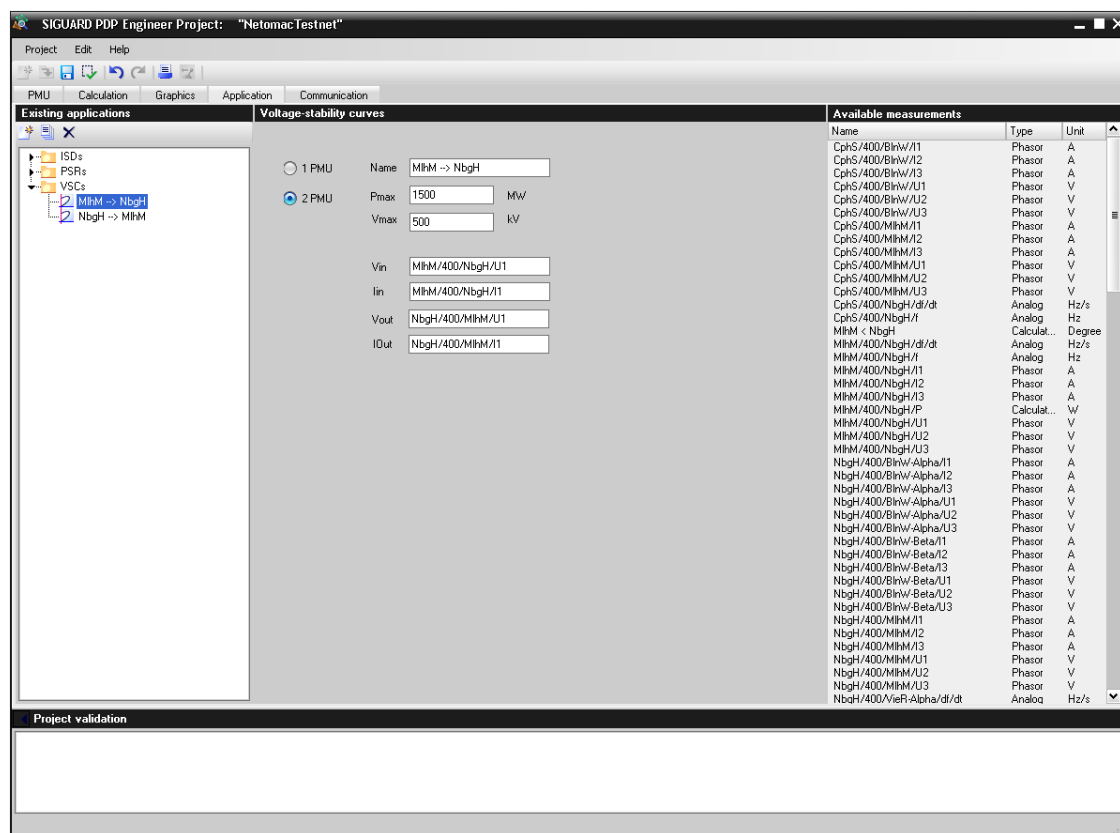 SIGUARD PDP Engineer Project: "NetomacTestnet"
Project Edit Help
PMU Calculation Graphics Application Communication
Existing applications
ISDs
PSRs
VSCs
MlhM --> NbgH
NbgH --> MlhM
Voltage-stability curves
1 PMU
2 PMU
Name MlhM --> NbgH
Pmax 1500 MW
Vmax 500 kV
Vin MlhM/400/NbgH/U1
Iin MlhM/400/NbgH/I1
Vout NbgH/400/MlhM/U1
IOut NbgH/400/MlhM/I1
Available measurements
Name Type Unit
CphS/400/BlnW/I1 Phasor A
CphS/400/BlnW/I2 Phasor A
CphS/400/BlnW/I3 Phasor A
CphS/400/BlnW/U1 Phasor V
CphS/400/BlnW/U2 Phasor V
CphS/400/BlnW/U3 Phasor V
CphS/400/MlhM/I1 Phasor A
CphS/400/MlhM/I2 Phasor A
CphS/400/MlhM/I3 Phasor A
CphS/400/MlhM/U1 Phasor V
CphS/400/MlhM/U2 Phasor V
CphS/400/MlhM/U3 Phasor V
CphS/400/NbgH/df/dt Analog Hz/s
CphS/400/NbgH/f Analog Hz
MlhM < NbgH Calculat... Degree
MlhM/400/NbgH/df/dt Analog Hz/s
MlhM/400/NbgH/f Analog Hz
MlhM/400/NbgH/I1 Phasor A
MlhM/400/NbgH/I2 Phasor A
MlhM/400/NbgH/I3 Phasor A
MlhM/400/NbgH/P Calculat... W
MlhM/400/NbgH/U1 Phasor V
MlhM/400/NbgH/U2 Phasor V
MlhM/400/NbgH/U3 Phasor V
NbgH/400/BlnW-Alpha/I1 Phasor A
NbgH/400/BlnW-Alpha/I2 Phasor A
NbgH/400/BlnW-Alpha/I3 Phasor A
NbgH/400/BlnW-Alpha/U1 Phasor V
NbgH/400/BlnW-Alpha/U2 Phasor V
NbgH/400/BlnW-Alpha/U3 Phasor V
NbgH/400/BlnW-Beta/I1 Phasor A
NbgH/400/BlnW-Beta/I2 Phasor A
NbgH/400/BlnW-Beta/I3 Phasor A
NbgH/400/BlnW-Beta/U1 Phasor V
NbgH/400/BlnW-Beta/U2 Phasor V
NbgH/400/BlnW-Beta/U3 Phasor V
NbgH/400/MlhM/I1 Phasor A
NbgH/400/MlhM/I2 Phasor A
NbgH/400/MlhM/I3 Phasor A
NbgH/400/MlhM/U1 Phasor V
NbgH/400/MlhM/U2 Phasor V
NbgH/400/MlhM/U3 Phasor V
NbgH/400/VieR-Alpha/df/dt Analog Hz/s
Project validation